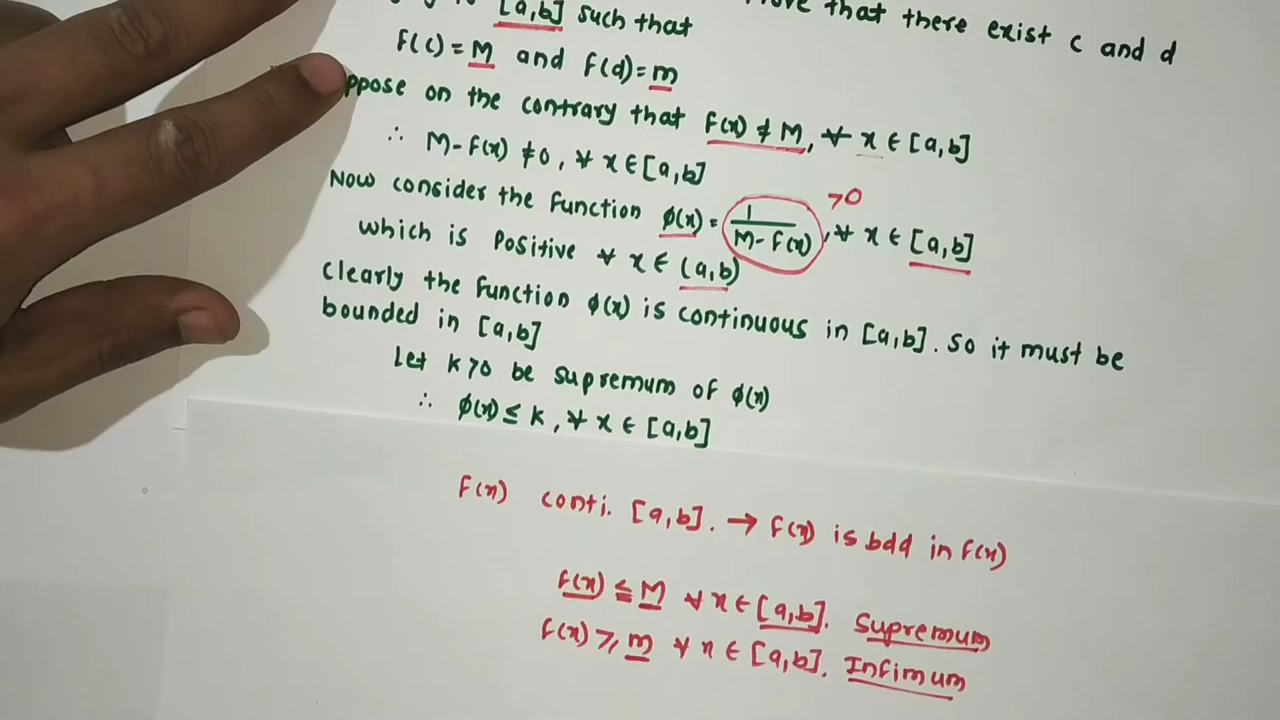 that there exist c and d
[a,b] such that
F(c) = M and F(d) = m
ppose on the contrary that F(x) ≠ M, ∀ x ∈ [a,b]
∴ M-F(x) ≠ 0, ∀ x ∈ [a,b]
Now consider the function ϕ(x) = 1/(M-F(x)), ∀ x ∈ [a,b]
>0
which is Positive ∀ x ∈ [a,b)
Clearly the function ϕ(x) is continuous in [a,b]. So it must be
bounded in [a,b]
Let K>0 be supremum of ϕ(x)
∴ ϕ(x) ≤ K, ∀ x ∈ [a,b]
F(x) conti. [a,b]. → F(x) is bdd in F(x)
f(x) ≦ M ∀ x ∈ [a,b]. Supremum
f(x) ≥ m ∀ x ∈ [a,b]. Infimum